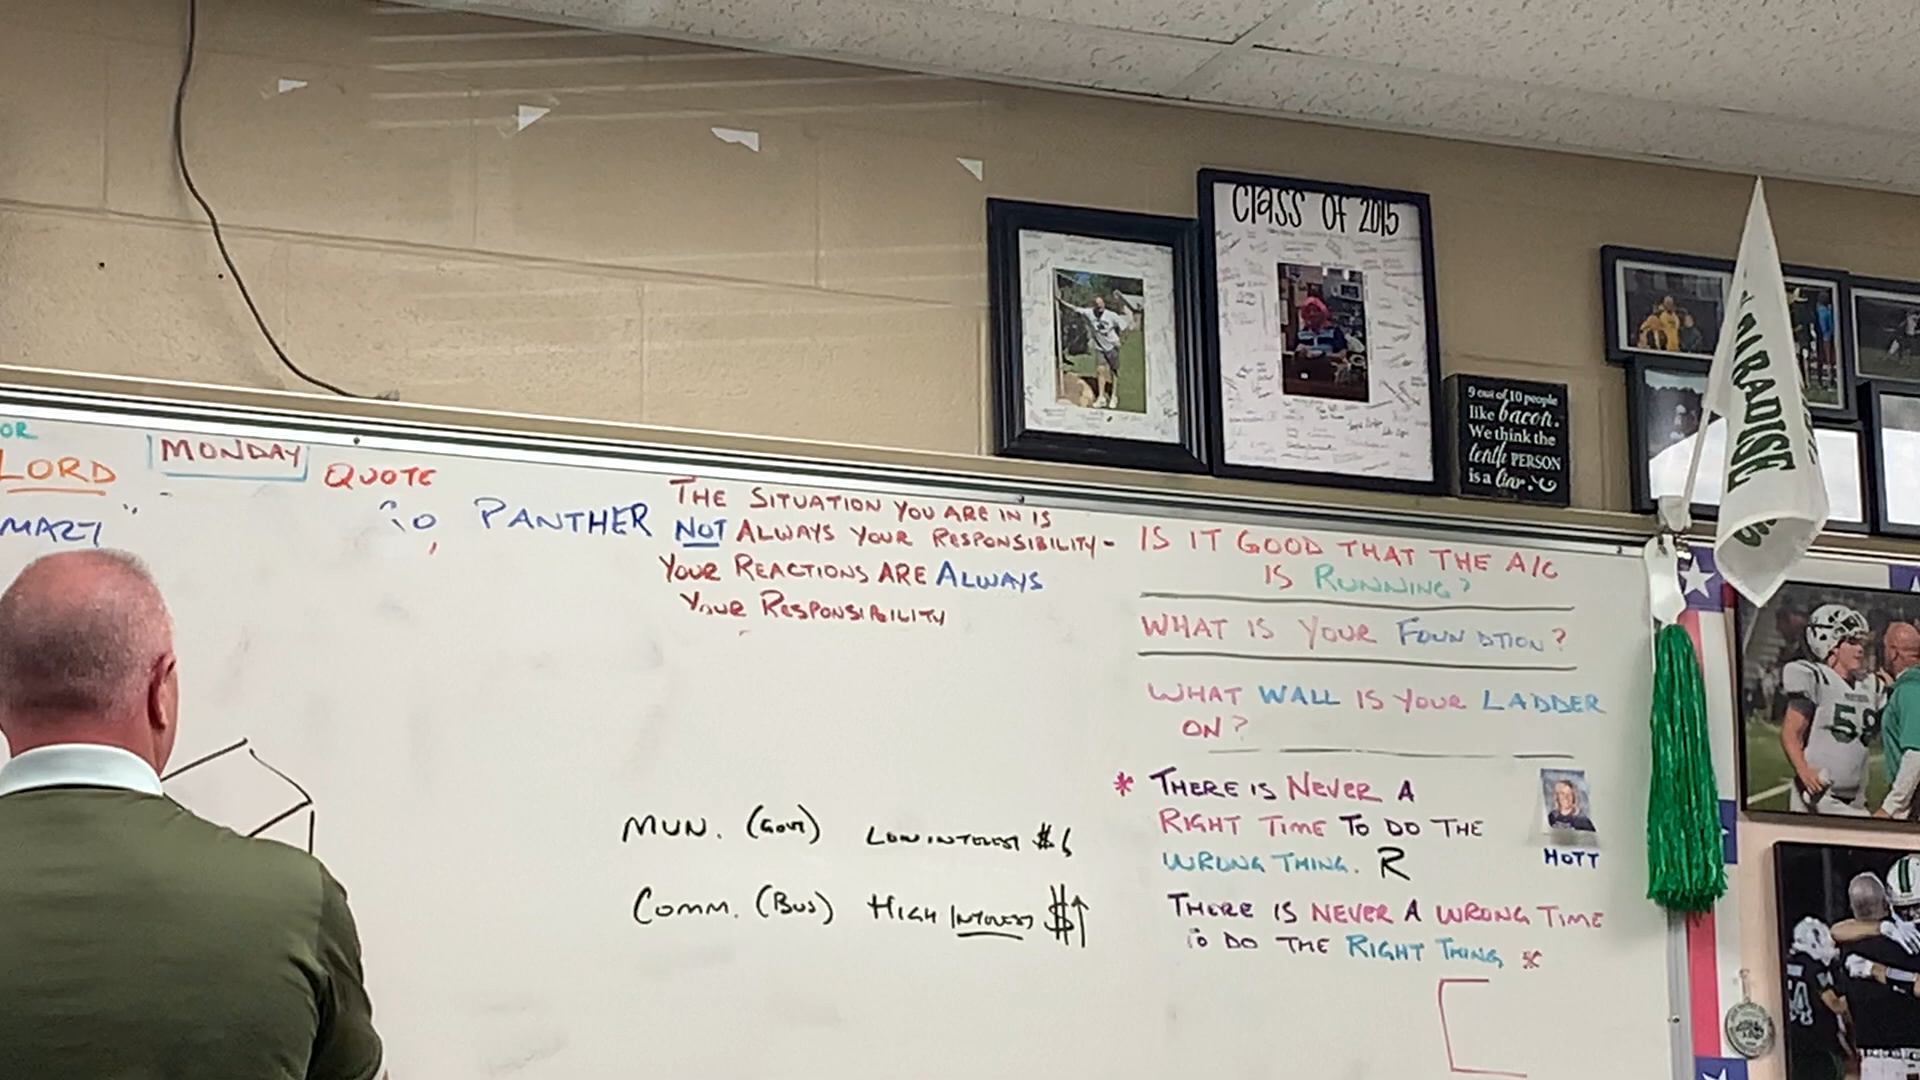 Class of 2015
9 out of 10 people
like bacon.
We think the
tenth PERSON
is a liar.
PARADISE
OR
LORD
MONDAY
QUOTE
PANTHER
THE SITUATION YOU ARE IN IS
NOT ALWAYS YOUR RESPONSIBILITY-
YOUR REACTIONS ARE ALWAYS
YOUR RESPONSIBILITY
IS IT GOOD THAT THE A/C
IS RUNNING?
WHAT IS YOUR FOUN DTION?
WHAT WALL IS YOUR LADDER
ON?
* THERE IS NEVER A
RIGHT TIME TO DO THE
WRONG THING. R
HOTT
THERE IS NEVER A WRONG TIME
TO DO THE RIGHT THING *
MUN. (GOVT) LOW INTEREST $
COMM. (BUS) HIGH INTEREST $↑
58